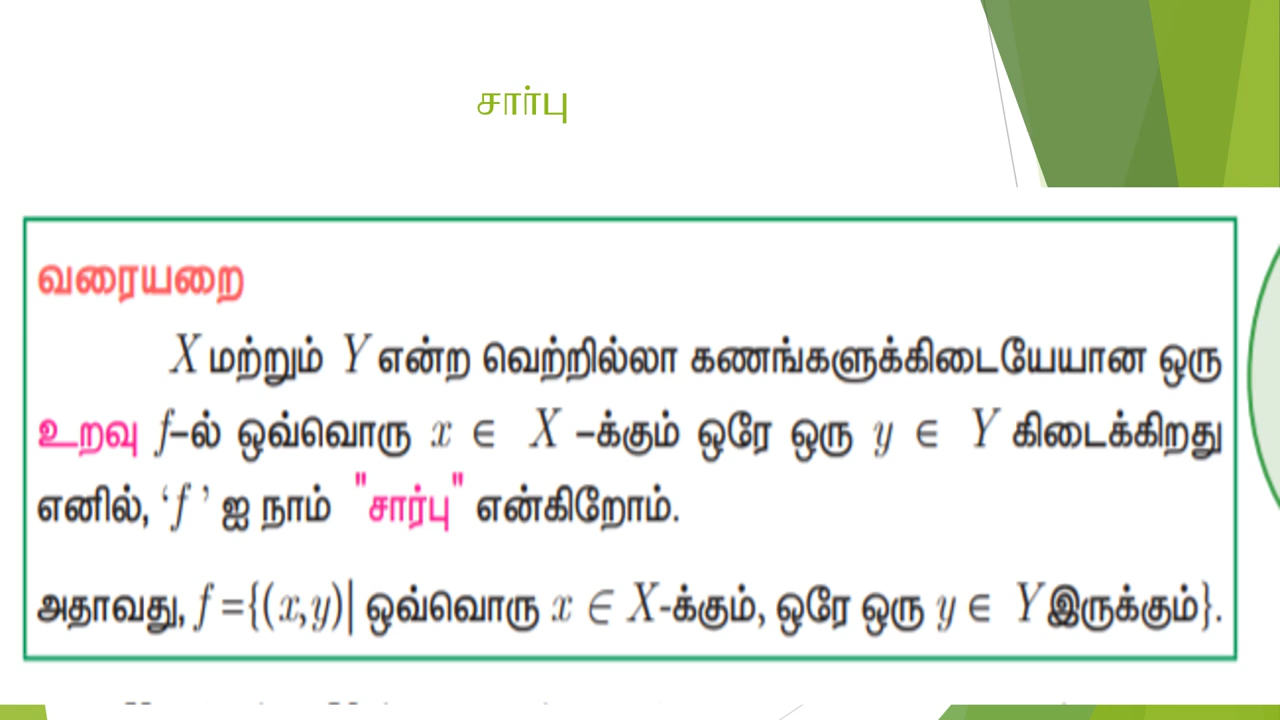 சார்பு
வரையறை
X மற்றும் Y என்ற வெற்றில்லா கணங்களுக்கிடையேயான ஒரு
உறவு f–ல் ஒவ்வொரு x ∈ X –க்கும் ஒரே ஒரு y ∈ Y கிடைக்கிறது
எனில், ‘f ’ ஐ நாம் "சார்பு" என்கிறோம்.
அதாவது, f ={(x,y)| ஒவ்வொரு x ∈ X-க்கும், ஒரே ஒரு y ∈ Y இருக்கும்}.